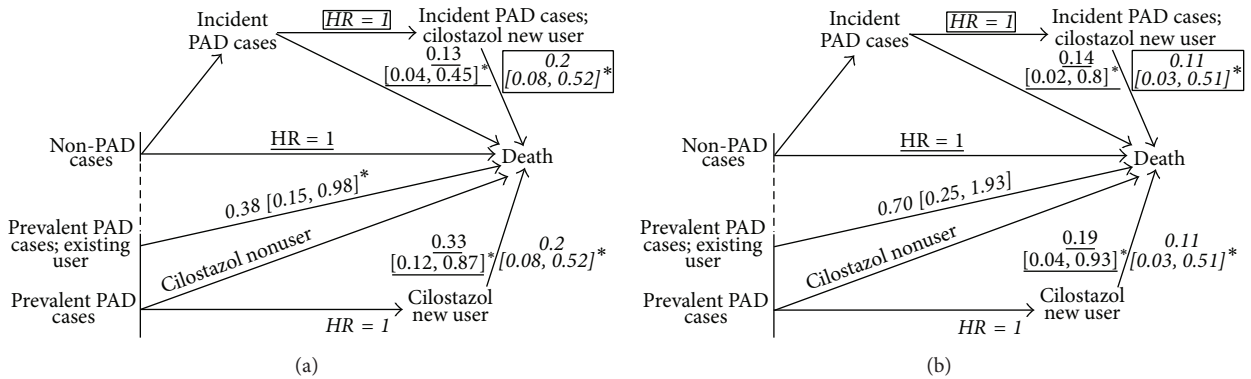 Incident
PAD cases
HR = 1
Incident PAD cases;
cilostazol new user
0.13
[0.04, 0.45]*
0.2
[0.08, 0.52]*
Non-PAD
cases
HR = 1
Death
0.38 [0.15, 0.98]*
Prevalent PAD
cases; existing
user
Cilostazol nonuser
0.33
[0.12, 0.87]*
0.2
[0.08, 0.52]*
Prevalent PAD
cases
HR = 1
Cilostazol
new user
(a)
Incident
PAD cases
HR = 1
Incident PAD cases;
cilostazol new user
0.14
[0.02, 0.8]*
0.11
[0.03, 0.51]*
Non-PAD
cases
HR = 1
Death
0.70 [0.25, 1.93]
Prevalent PAD
cases; existing
user
Cilostazol nonuser
0.19
[0.04, 0.93]*
0.11
[0.03, 0.51]*
Prevalent PAD
cases
HR = 1
Cilostazol
new user
(b)